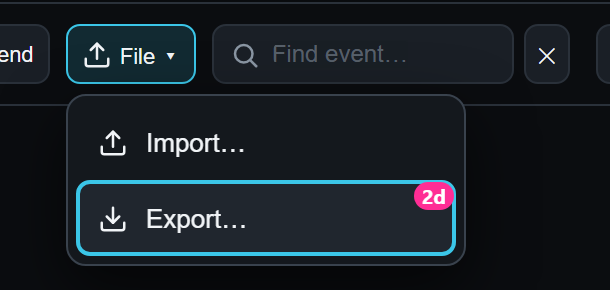 end
File ▾
Find event…
Import…
2d
Export…